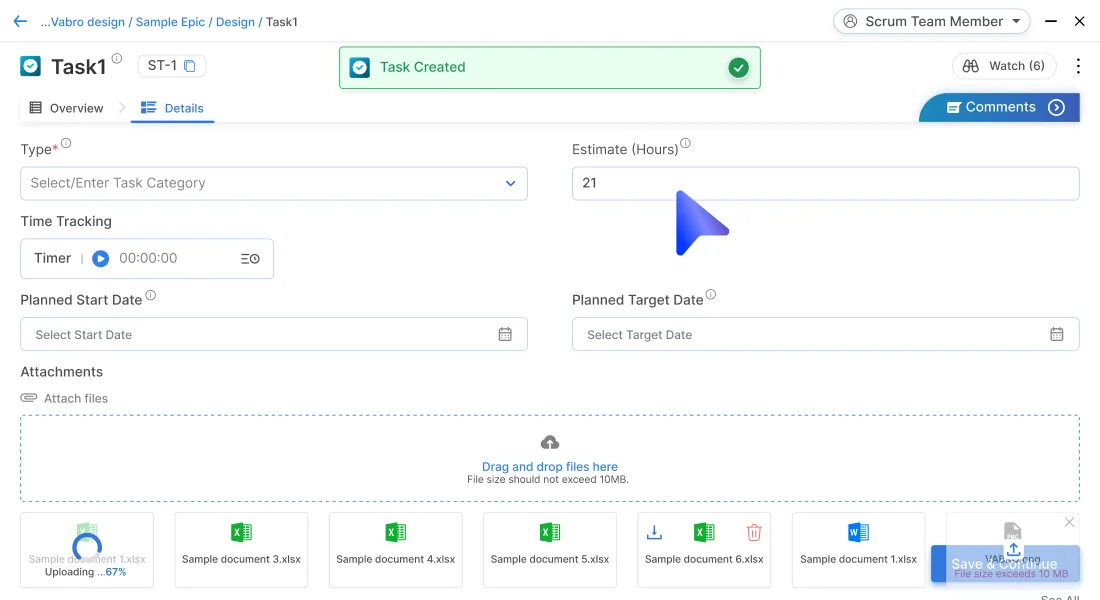 ...Vabro design / Sample Epic / Design / Task1
Scrum Team Member
Task1
ST-1
Task Created
Watch (6)
Overview
Details
Comments
Type*
Estimate (Hours)
Select/Enter Task Category
21
Time Tracking
Timer
00:00:00
Planned Start Date
Planned Target Date
Select Start Date
Select Target Date
Attachments
Attach files
Drag and drop files here
File size should not exceed 10MB.
Sample document 1.xlsx
Uploading ...67%
Sample document 3.xlsx
Sample document 4.xlsx
Sample document 5.xlsx
Sample document 6.xlsx
Sample document 1.xlsx
Save & Continue
File size exceeds 10 MB
See All